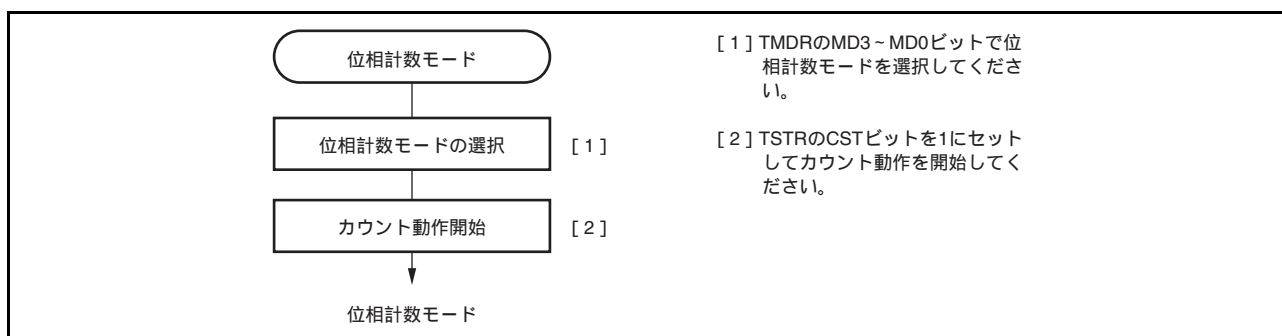 位相計数モード
位相計数モードの選択
[ 1 ]
カウント動作開始
[ 2 ]
位相計数モード
[ 1 ] TMDRのMD3～MD0ビットで位
相計数モードを選択してくださ
い。
[ 2 ] TSTRのCSTビットを1にセット
してカウント動作を開始してく
ださい。